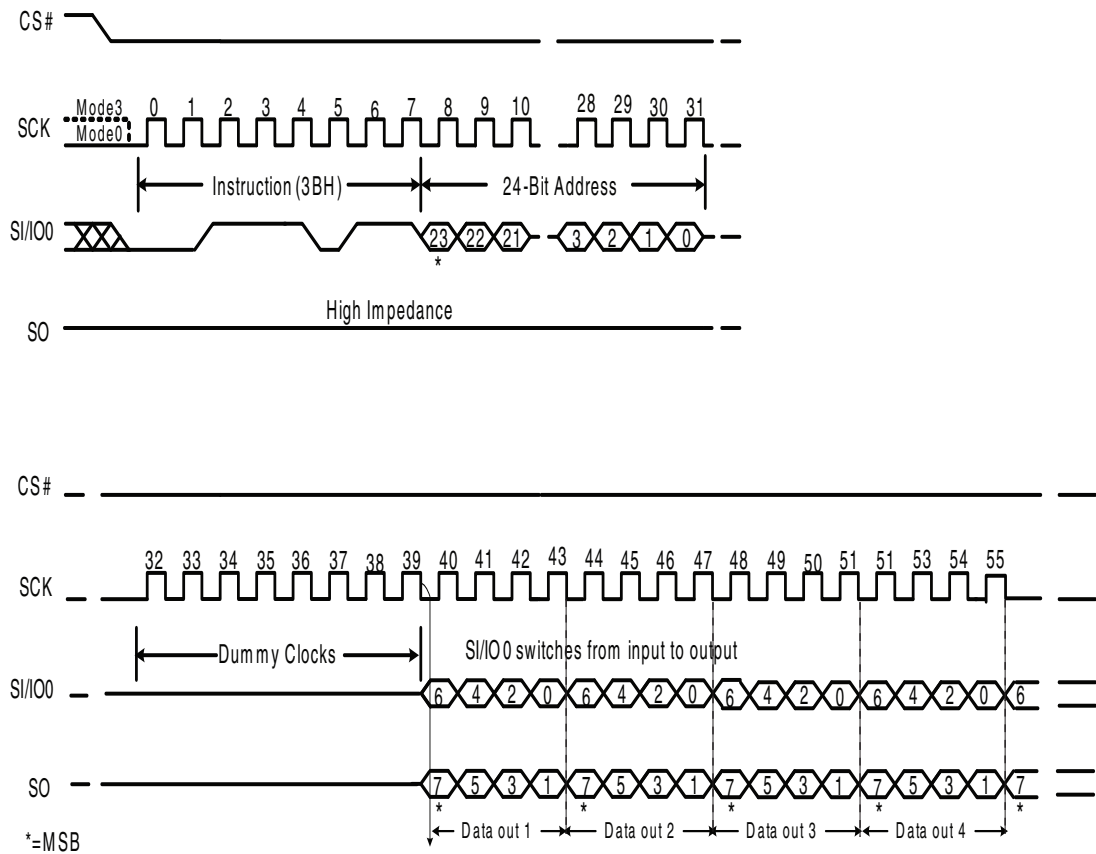 CS#
Mode3
0 1 2 3 4 5 6 7 8 9 10 28 29 30 31
SCK
Mode0
Instruction (3BH) 24-Bit Address
SI/IO0 23 22 21 3 2 1 0
*
High Impedance
SO
CS#
32 33 34 35 36 37 38 39 40 41 42 43 44 45 46 47 48 49 50 51 51 53 54 55
SCK
Dummy Clocks SI/IO0 switches from input to output
SI/IO0 6 4 2 0 6 4 2 0 6 4 2 0 6 4 2 0 6
SO 7 5 3 1 7 5 3 1 7 5 3 1 7 5 3 1 7
* * * * *
Data out 1 Data out 2 Data out 3 Data out 4
*=MSB